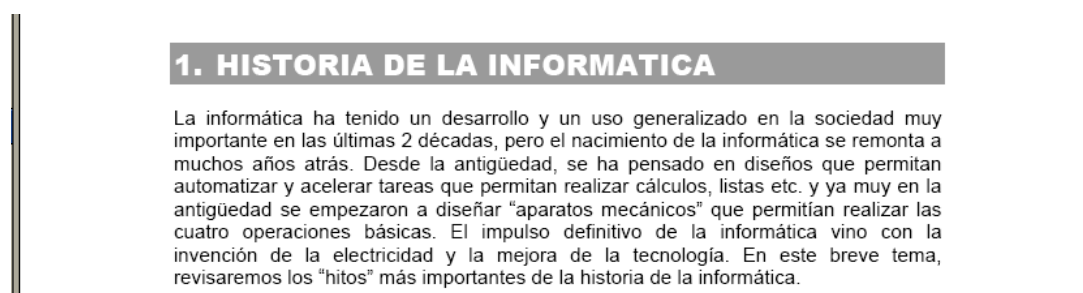 1. HISTORIA DE LA INFORMATICA
La informática ha tenido un desarrollo y un uso generalizado en la sociedad muy
importante en las últimas 2 décadas, pero el nacimiento de la informática se remonta a
muchos años atrás. Desde la antigüedad, se ha pensado en diseños que permitan
automatizar y acelerar tareas que permitan realizar cálculos, listas etc. y ya muy en la
antigüedad se empezaron a diseñar “aparatos mecánicos” que permitían realizar las
cuatro operaciones básicas. El impulso definitivo de la informática vino con la
invención de la electricidad y la mejora de la tecnología. En este breve tema,
revisaremos los “hitos” más importantes de la historia de la informática.